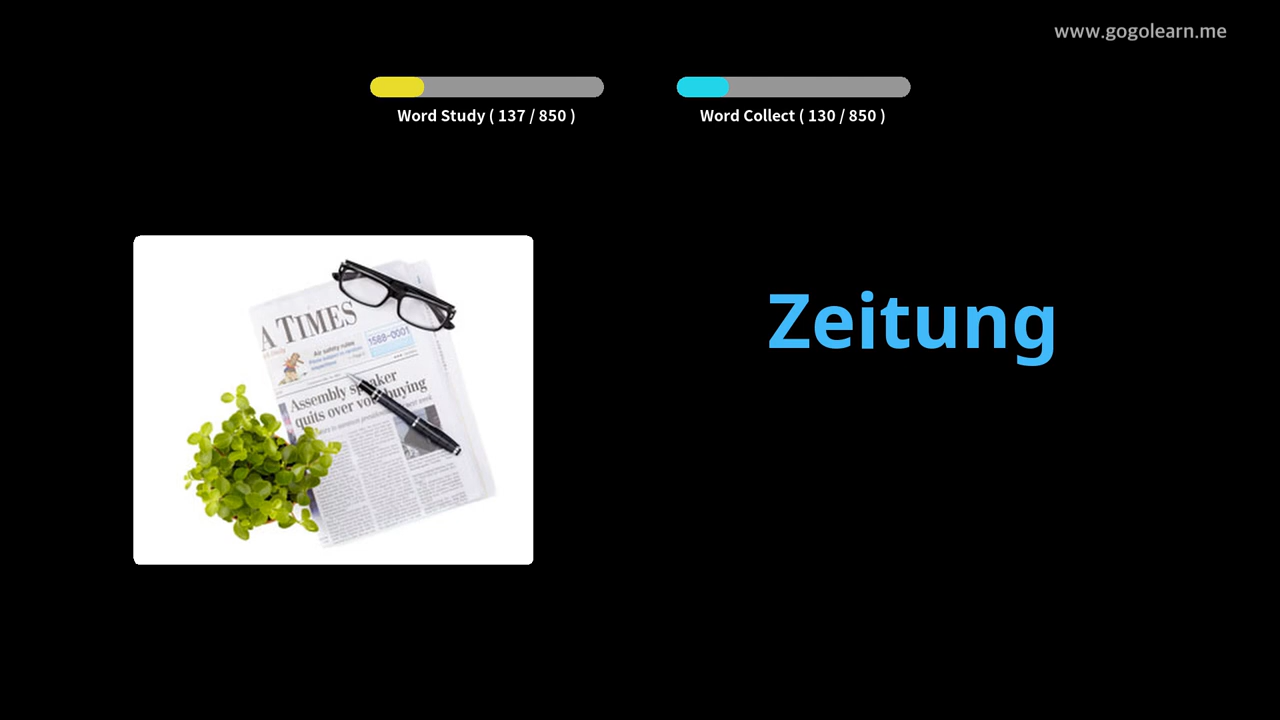 www.gogolearn.me
Word Study ( 137 / 850 )
Word Collect ( 130 / 850 )
A TIMES
Air safety rules
1588-0001
Assembly speaker
quits over vote buying
Zeitung